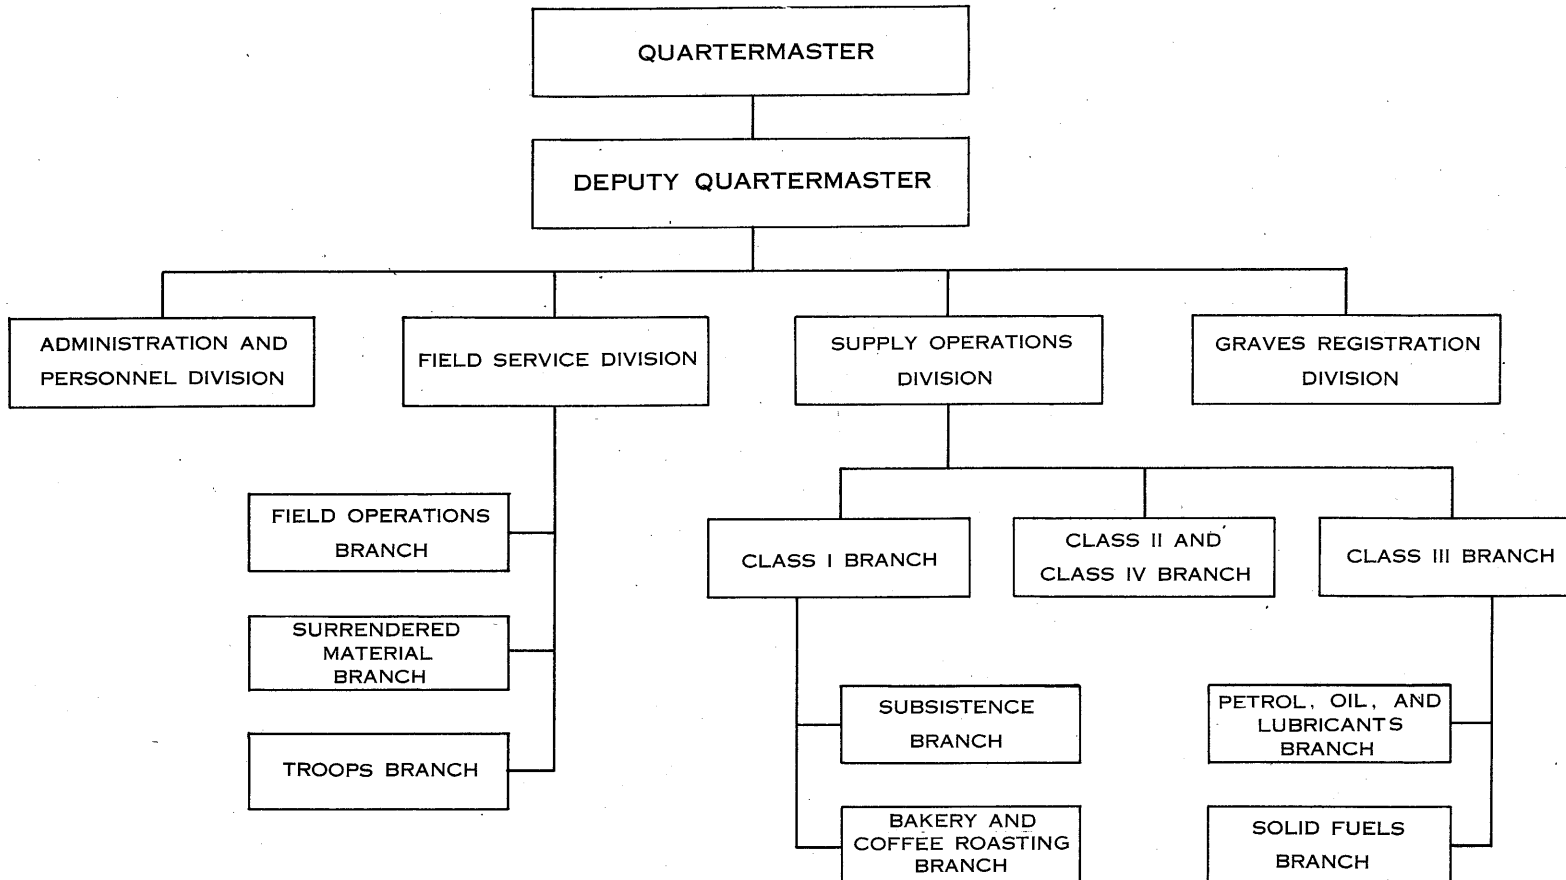 QUARTERMASTER
DEPUTY QUARTERMASTER
ADMINISTRATION AND
PERSONNEL DIVISION
FIELD SERVICE DIVISION
SUPPLY OPERATIONS
DIVISION
GRAVES REGISTRATION
DIVISION
FIELD OPERATIONS
BRANCH
SURRENDERED
MATERIAL
BRANCH
TROOPS BRANCH
CLASS I BRANCH
CLASS II AND
CLASS IV BRANCH
CLASS III BRANCH
SUBSISTENCE
BRANCH
BAKERY AND
COFFEE ROASTING
BRANCH
PETROL, OIL, AND
LUBRICANTS
BRANCH
SOLID FUELS
BRANCH